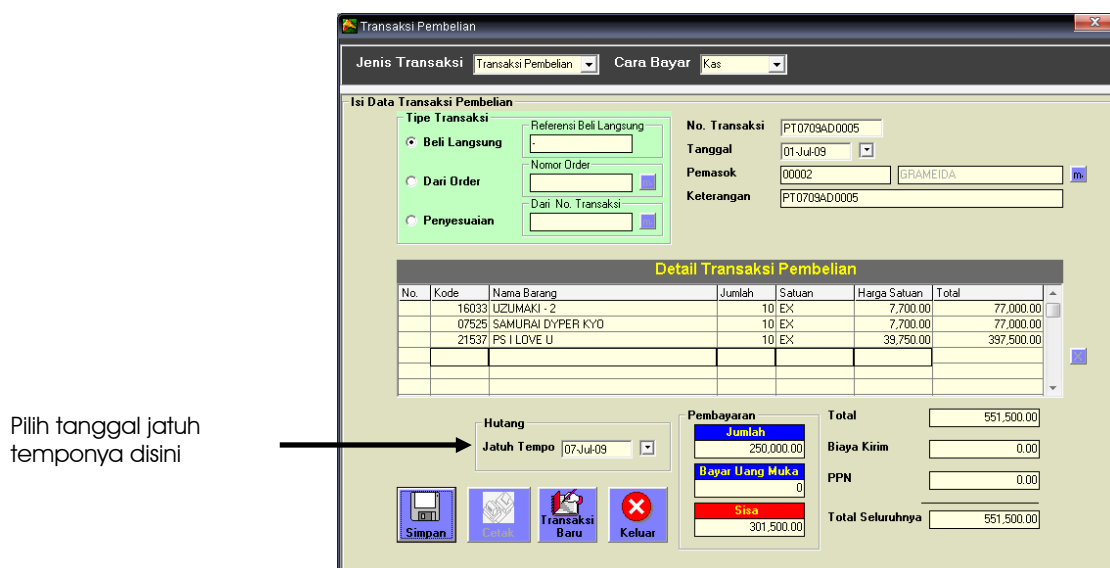 Transaksi Pembelian
Jenis Transaksi Transaksi Pembelian Cara Bayar Kas
Isi Data Transaksi Pembelian
Tipe Transaksi
Beli Langsung
Referensi Beli Langsung
-
Dari Order
Nomor Order
Penyesuaian
Dari No. Transaksi
No. Transaksi PT0709AD0005
Tanggal 01-Jul-09
Pemasok 00002 GRAMEIDA
Keterangan PT0709AD0005
Detail Transaksi Pembelian
No. Kode Nama Barang Jumlah Satuan Harga Satuan Total
16033 UZUMAKI - 2 10 EX 7,700.00 77,000.00
07525 SAMURAI DYPER KYO 10 EX 7,700.00 77,000.00
21537 PS I LOVE U 10 EX 39,750.00 397,500.00
Pilih tanggal jatuh
temponya disini
Hutang
Jatuh Tempo 07-Jul-09
Pembayaran
Jumlah
250,000.00
Bayar Uang Muka
0
Sisa
301,500.00
Total 551,500.00
Biaya Kirim 0.00
PPN 0.00
Total Seluruhnya 551,500.00
Simpan
Cetak
Transaksi
Baru
Keluar